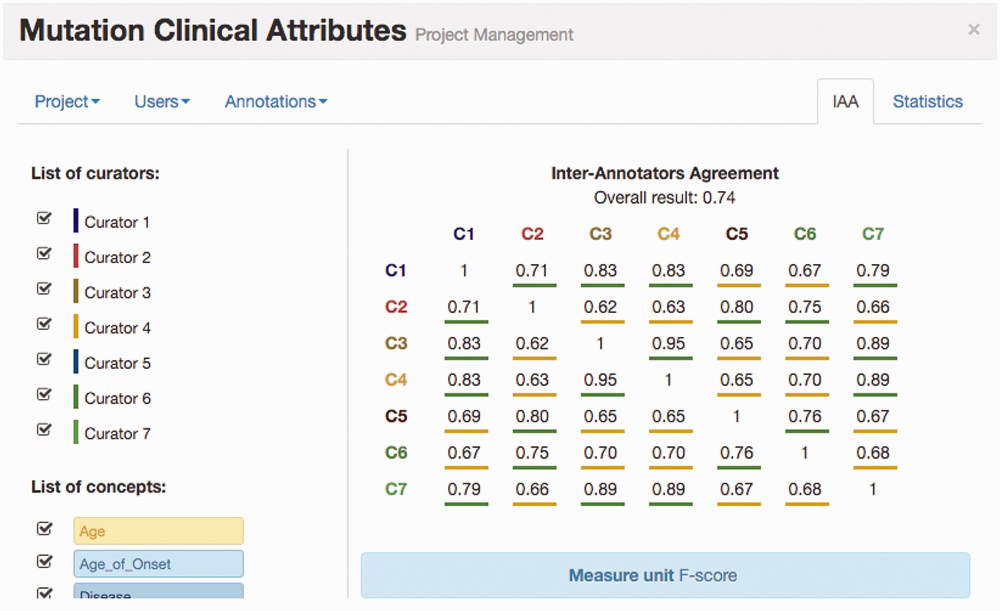 Mutation Clinical Attributes Project Management ×
Project Users Annotations IAA Statistics
List of curators:
Curator 1
Curator 2
Curator 3
Curator 4
Curator 5
Curator 6
Curator 7
List of concepts:
Age
Age_of_Onset
Disease
Inter-Annotators Agreement
Overall result: 0.74
C1 C2 C3 C4 C5 C6 C7
C1 1 0.71 0.83 0.83 0.69 0.67 0.79
C2 0.71 1 0.62 0.63 0.80 0.75 0.66
C3 0.83 0.62 1 0.95 0.65 0.70 0.89
C4 0.83 0.63 0.95 1 0.65 0.70 0.89
C5 0.69 0.80 0.65 0.65 1 0.76 0.67
C6 0.67 0.75 0.70 0.70 0.76 1 0.68
C7 0.79 0.66 0.89 0.89 0.67 0.68 1
Measure unit F-score